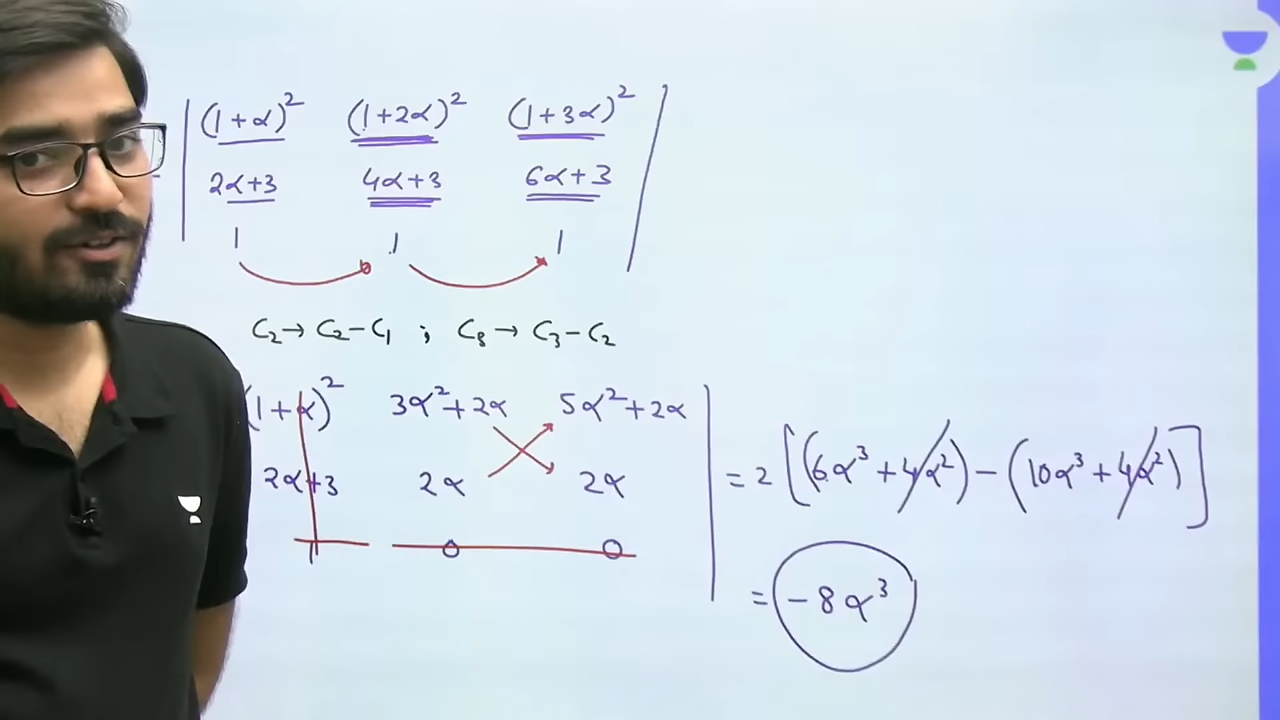 (1+α)² (1+2α)² (1+3α)²
2α+3 4α+3 6α+3
1 1 1
C₂→C₂−C₁ ; C₃→C₃−C₂
(1+α)² 3α²+2α 5α²+2α
2α+3 2α 2α
1 0 0
= 2[(6α³+4α²)−(10α³+4α²)]
= −8α³